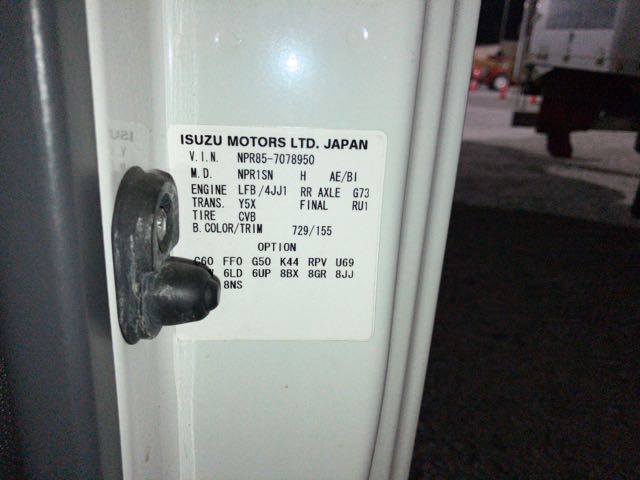 ISUZU MOTORS LTD. JAPAN
V.I.N. NPR85-7078950
M.D. NPR1SN H AE/BI
ENGINE LFB/4JJ1 RR AXLE G73
TRANS. Y5X FINAL RU1
TIRE CVB
B.COLOR/TRIM 729/155
OPTION
G60 FF0 G50 K44 RPV U69
6LD 6UP 8BX 8GR 8JJ
8NS